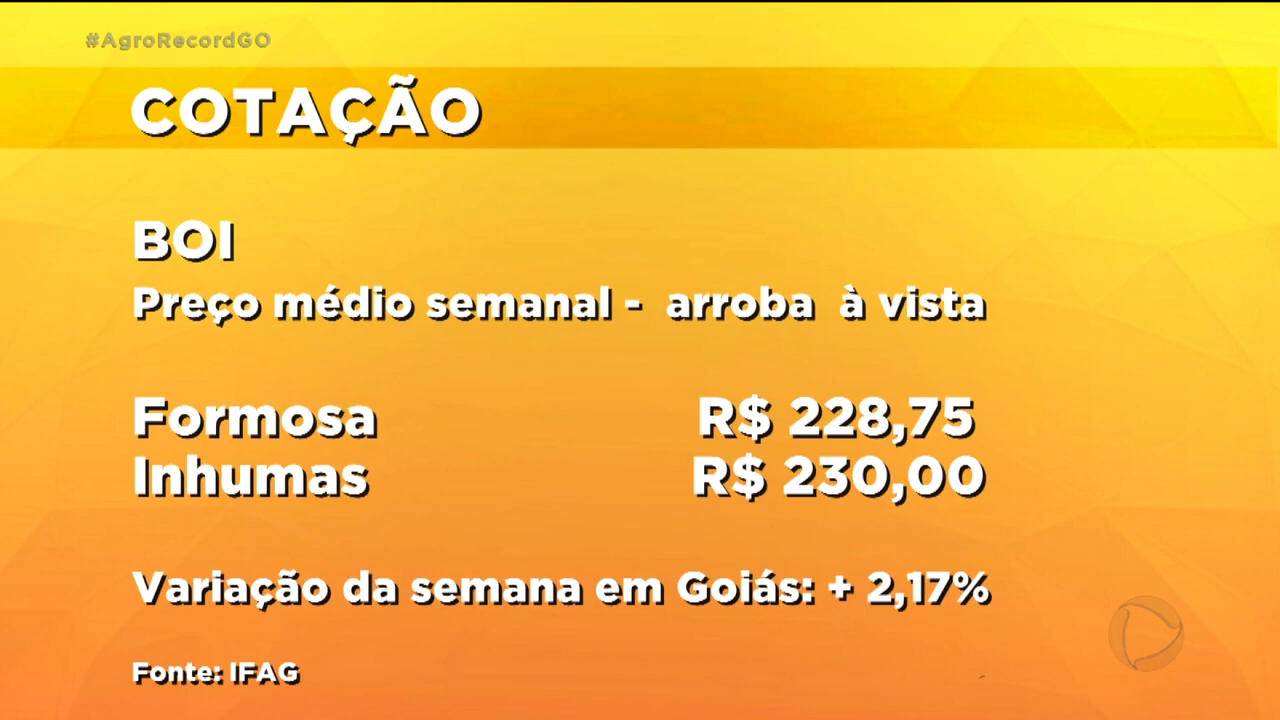 #AgroRecordGO
COTAÇÃO
BOI
Preço médio semanal - arroba à vista
Formosa R$ 228,75
Inhumas R$ 230,00
Variação da semana em Goiás: + 2,17%
Fonte: IFAG